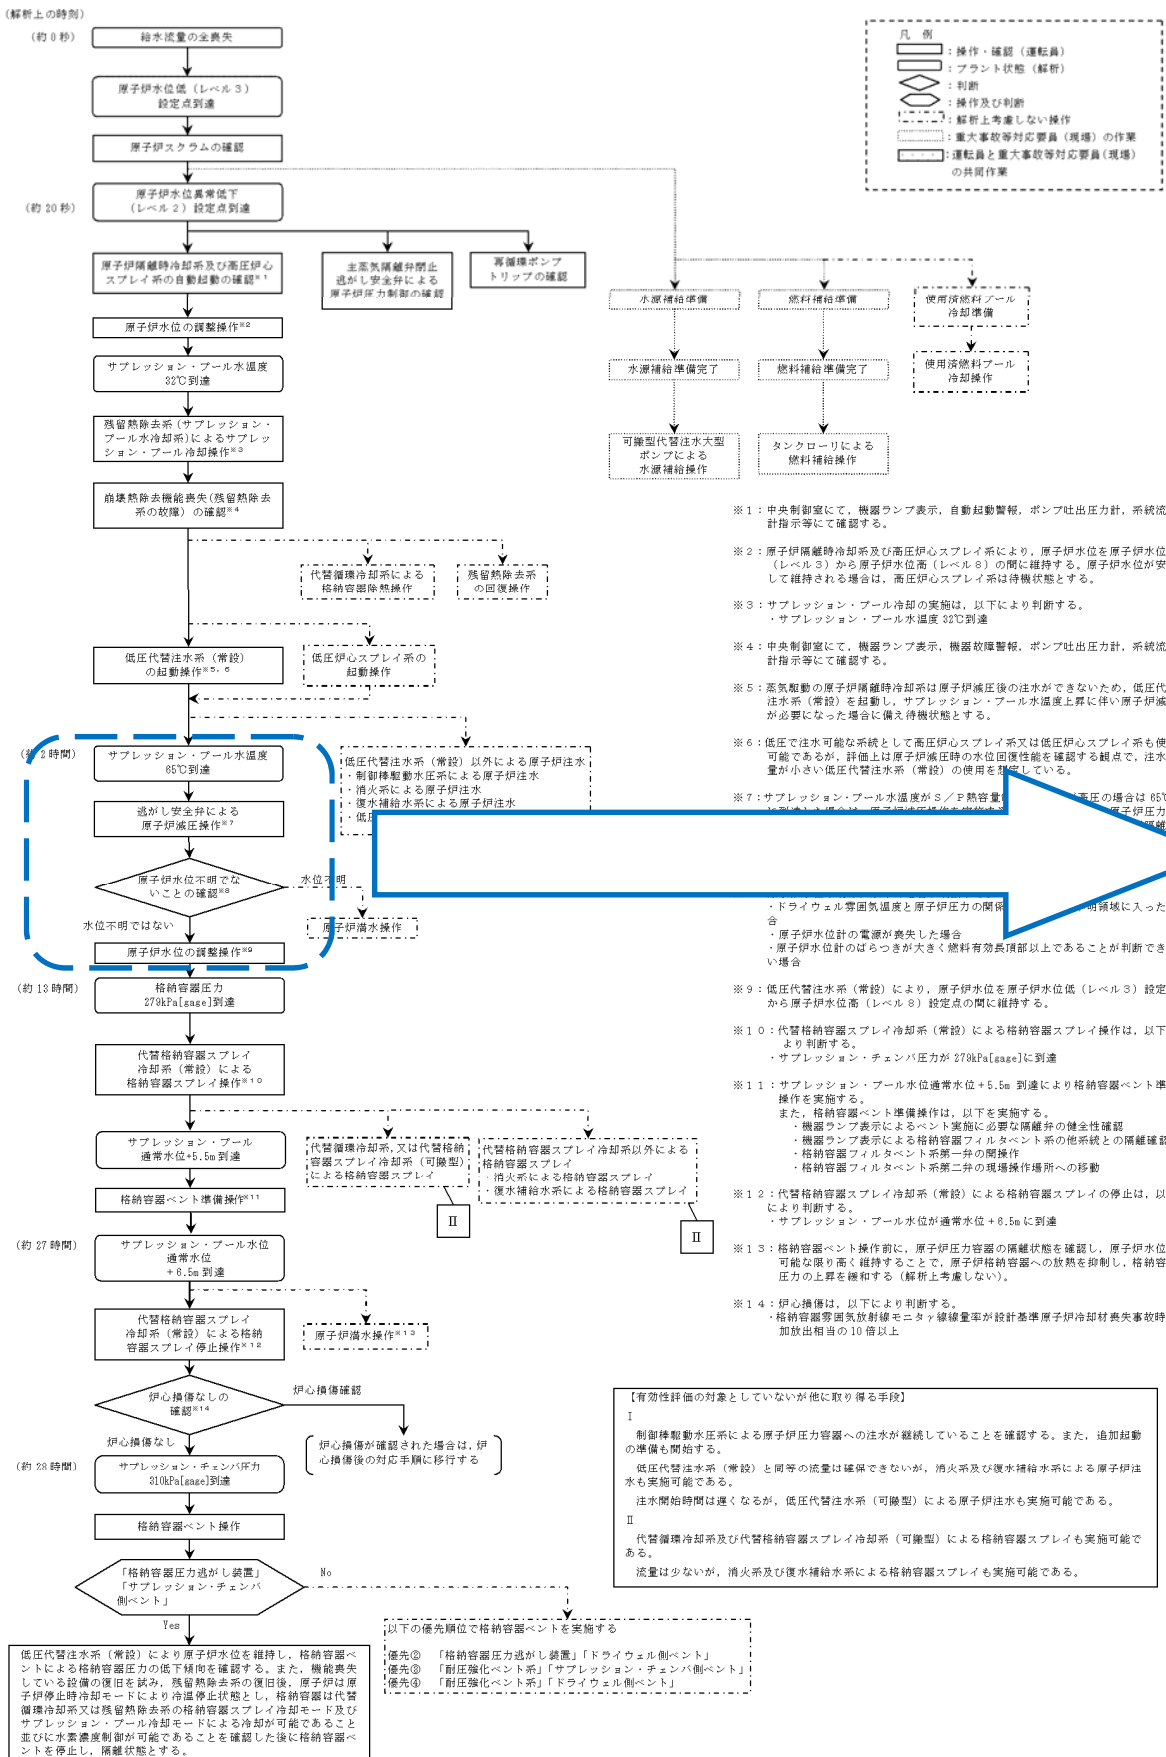 (解析上の時刻)
(約0秒)
給水流量の全喪失
原子炉水位低（レベル3）
設定点到達
原子炉スクラムの確認
(約20秒)
原子炉水位異常低下
（レベル2）設定点到達
原子炉隔離時冷却系及び高圧炉心
スプレイ系の自動起動の確認※1
主蒸気隔離弁閉止
逃がし安全弁による
原子炉圧力制御の確認
再循環ポンプ
トリップの確認
凡 例
：操作・確認（運転員）
：プラント状態（解析）
：判断
：操作及び判断
：解析上考慮しない操作
：重大事故等対応要員（現場）の作業
：運転員と重大事故等対応要員（現場）
の共同作業
水源補給準備
燃料補給準備
使用済燃料プール
冷却準備
原子炉水位の調整操作※2
サプレッション・プール水温度
32℃到達
水源補給準備完了
燃料補給準備完了
使用済燃料プール
冷却操作
残留熱除去系（サプレッション・
プール水冷却系）によるサプレッ
ション・プール冷却操作※3
可搬型代替注水大型
ポンプによる
水源補給操作
タンクローリによる
燃料補給操作
崩壊熱除去機能喪失（残留熱除去
系の故障）の確認※4
代替循環冷却系による
格納容器除熱操作
残留熱除去系
の回復操作
低圧代替注水系（常設）
の起動操作※5，6
低圧炉心スプレイ系の
起動操作
2時間)
サプレッション・プール水温度
65℃到達
低圧代替注水系（常設）以外による原子炉注水
・制御棒駆動水圧系による原子炉注水
・消火系による原子炉注水
・復水補給水系による原子炉注水
・低圧
逃がし安全弁による
原子炉減圧操作※7
原子炉水位不明でな
いことの確認※8
水位不明
原子炉満水操作
水位不明ではない
原子炉水位の調整操作※9
(約13時間)
格納容器圧力
279kPa[gage]到達
代替格納容器スプレイ
冷却系（常設）による
格納容器スプレイ操作※10
サプレッション・プール
通常水位+5.5m到達
代替循環冷却系，又は代替格納
容器スプレイ冷却系（可搬型）
による格納容器スプレイ
Ⅱ
代替格納容器スプレイ冷却系以外による
格納容器スプレイ
・消火系による格納容器スプレイ
・復水補給水系による格納容器スプレイ
Ⅱ
格納容器ベント準備操作※11
(約27時間)
サプレッション・プール水位
通常水位
+6.5m到達
代替格納容器スプレイ
冷却系（常設）による格納
容器スプレイ停止操作※12
原子炉満水操作※13
炉心損傷なしの
確認※14
炉心損傷確認
炉心損傷が確認された場合は，炉
心損傷後の対応手順に移行する
炉心損傷なし
(約28時間)
サプレッション・チェンバ圧力
310kPa[gage]到達
格納容器ベント操作
「格納容器圧力逃がし装置」
「サプレッション・チェンバ
側ベント」
No
Yes
以下の優先順位で格納容器ベントを実施する
優先② 「格納容器圧力逃がし装置」「ドライウェル側ベント」
優先③ 「耐圧強化ベント系」「サプレッション・チェンバ側ベント」
優先④ 「耐圧強化ベント系」「ドライウェル側ベント」
低圧代替注水系（常設）により原子炉水位を維持し，格納容器ベ
ントによる格納容器圧力の低下傾向を確認する。また，機能喪失
している設備の復旧を試み，残留熱除去系の復旧後，原子炉は原
子炉停止時冷却モードにより冷温停止状態とし，格納容器は代替
循環冷却系又は残留熱除去系の格納容器スプレイ冷却モード及び
サプレッション・プール冷却モードによる冷却が可能であること
並びに水素濃度制御が可能であることを確認した後に格納容器ベ
ントを停止し，隔離状態とする。
※1：中央制御室にて，機器ランプ表示，自動起動警報，ポンプ吐出圧力計，系統流
計指示等にて確認する。
※2：原子炉隔離時冷却系及び高圧炉心スプレイ系により，原子炉水位を原子炉水位
（レベル3）から原子炉水位高（レベル8）の間に維持する。原子炉水位が安
して維持される場合は，高圧炉心スプレイ系は待機状態とする。
※3：サプレッション・プール冷却の実施は，以下により判断する。
・サプレッション・プール水温度 32℃到達
※4：中央制御室にて，機器ランプ表示，機器故障警報，ポンプ吐出圧力計，系統流
計指示等にて確認する。
※5：蒸気駆動の原子炉隔離時冷却系は原子炉減圧後の注水ができないため，低圧代
注水系（常設）を起動し，サプレッション・プール水温度上昇に伴い原子炉減
が必要になった場合に備え待機状態とする。
※6：低圧で注水可能な系統として高圧炉心スプレイ系又は低圧炉心スプレイ系も使
可能であるが，評価上は原子炉減圧時の水位回復性能を確認する観点で，注水
量が小さい低圧代替注水系（常設）の使用を想定している。
※7：サプレッション・プール水温度がS／P熱容量
高圧の場合は 65℃
原子炉圧力
・ドライウェル雰囲気温度と原子炉圧力の関係
明領域に入った
合
・原子炉水位計の電源が喪失した場合
・原子炉水位計のばらつきが大きく燃料有効長頂部以上であることが判断でき
い場合
※9：低圧代替注水系（常設）により，原子炉水位を原子炉水位低（レベル3）設定
から原子炉水位高（レベル8）設定点の間に維持する。
※10：代替格納容器スプレイ冷却系（常設）による格納容器スプレイ操作は，以下
より判断する。
・サプレッション・チェンバ圧力が 279kPa[gage]に到達
※11：サプレッション・プール水位通常水位+5.5m 到達により格納容器ベント準
操作を実施する。
また，格納容器ベント準備操作は，以下を実施する。
・機器ランプ表示によるベント実施に必要な隔離弁の健全性確認
・機器ランプ表示による格納容器フィルタベント系の他系統との隔離確認
・格納容器フィルタベント系第一弁の開操作
・格納容器フィルタベント系第二弁の現場操作場所への移動
※12：代替格納容器スプレイ冷却系（常設）による格納容器スプレイの停止は，以
により判断する。
・サプレッション・プール水位が通常水位+6.5mに到達
※13：格納容器ベント操作前に，原子炉圧力容器の隔離状態を確認し，原子炉水位
可能な限り高く維持することで，原子炉格納容器への放熱を抑制し，格納容
圧力の上昇を緩和する（解析上考慮しない）。
※14：炉心損傷は，以下により判断する。
・格納容器雰囲気放射線モニタγ線線量率が設計基準原子炉冷却材喪失事故時
加放出相当の10倍以上
【有効性評価の対象としていないが他に取り得る手段】
Ⅰ
制御棒駆動水圧系による原子炉圧力容器への注水が継続していることを確認する。また，追加起動
の準備も開始する。
低圧代替注水系（常設）と同等の流量は確保できないが，消火系及び復水補給水系による原子炉注
水も実施可能である。
注水開始時間は遅くなるが，低圧代替注水系（可搬型）による原子炉注水も実施可能である。
Ⅱ
代替循環冷却系及び代替格納容器スプレイ冷却系（可搬型）による格納容器スプレイも実施可能で
ある。
流量は少ないが，消火系及び復水補給水系による格納容器スプレイも実施可能である。